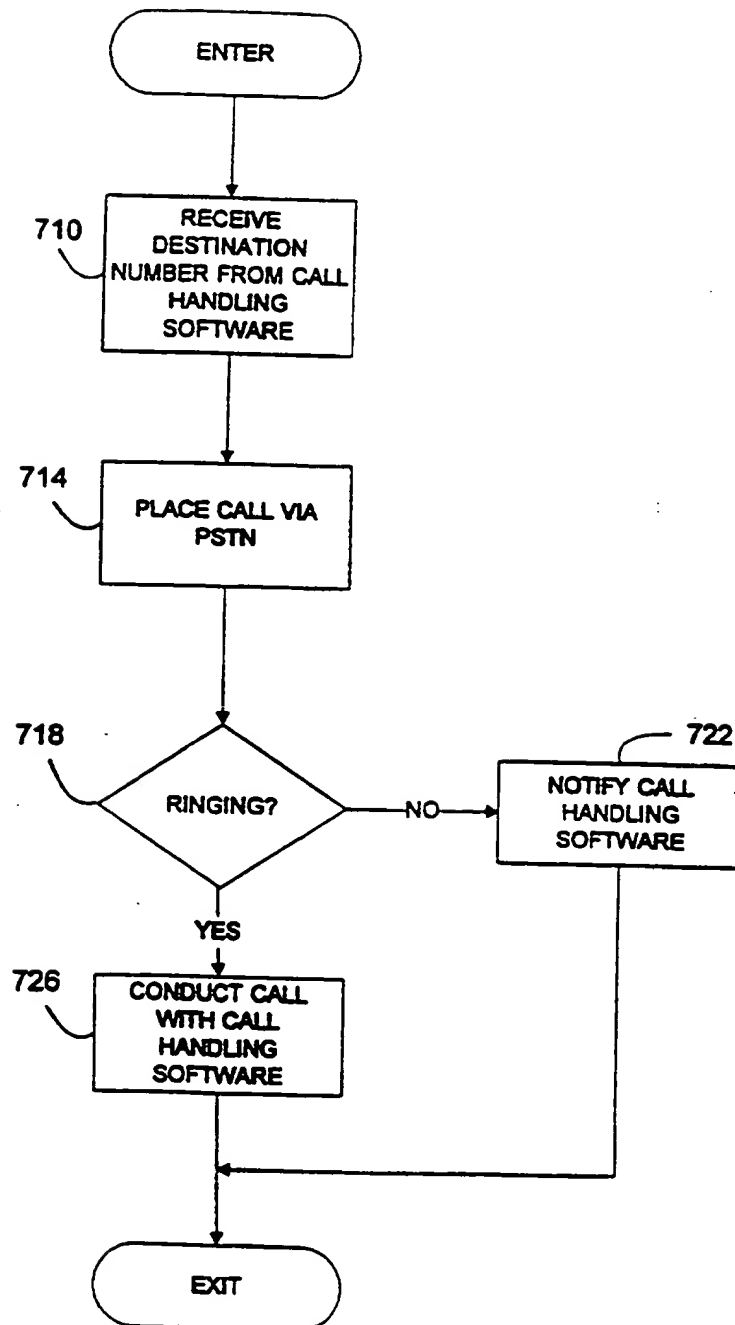 ENTER
710
RECEIVE
DESTINATION
NUMBER FROM CALL
HANDLING
SOFTWARE
714
PLACE CALL VIA
PSTN
718
RINGING?
NO
722
NOTIFY CALL
HANDLING
SOFTWARE
YES
726
CONDUCT CALL
WITH CALL
HANDLING
SOFTWARE
EXIT